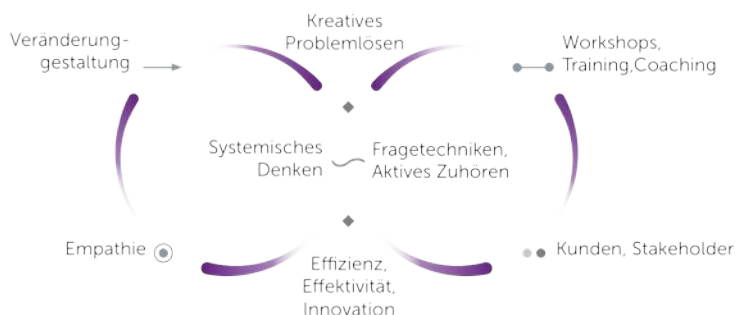 Kreatives
Problemlösen
Veränderung-
gestaltung
Workshops,
Training,Coaching
Systemisches
Denken
Fragetechniken,
Aktives Zuhören
Empathie
Kunden, Stakeholder
Effizienz,
Effektivität,
Innovation